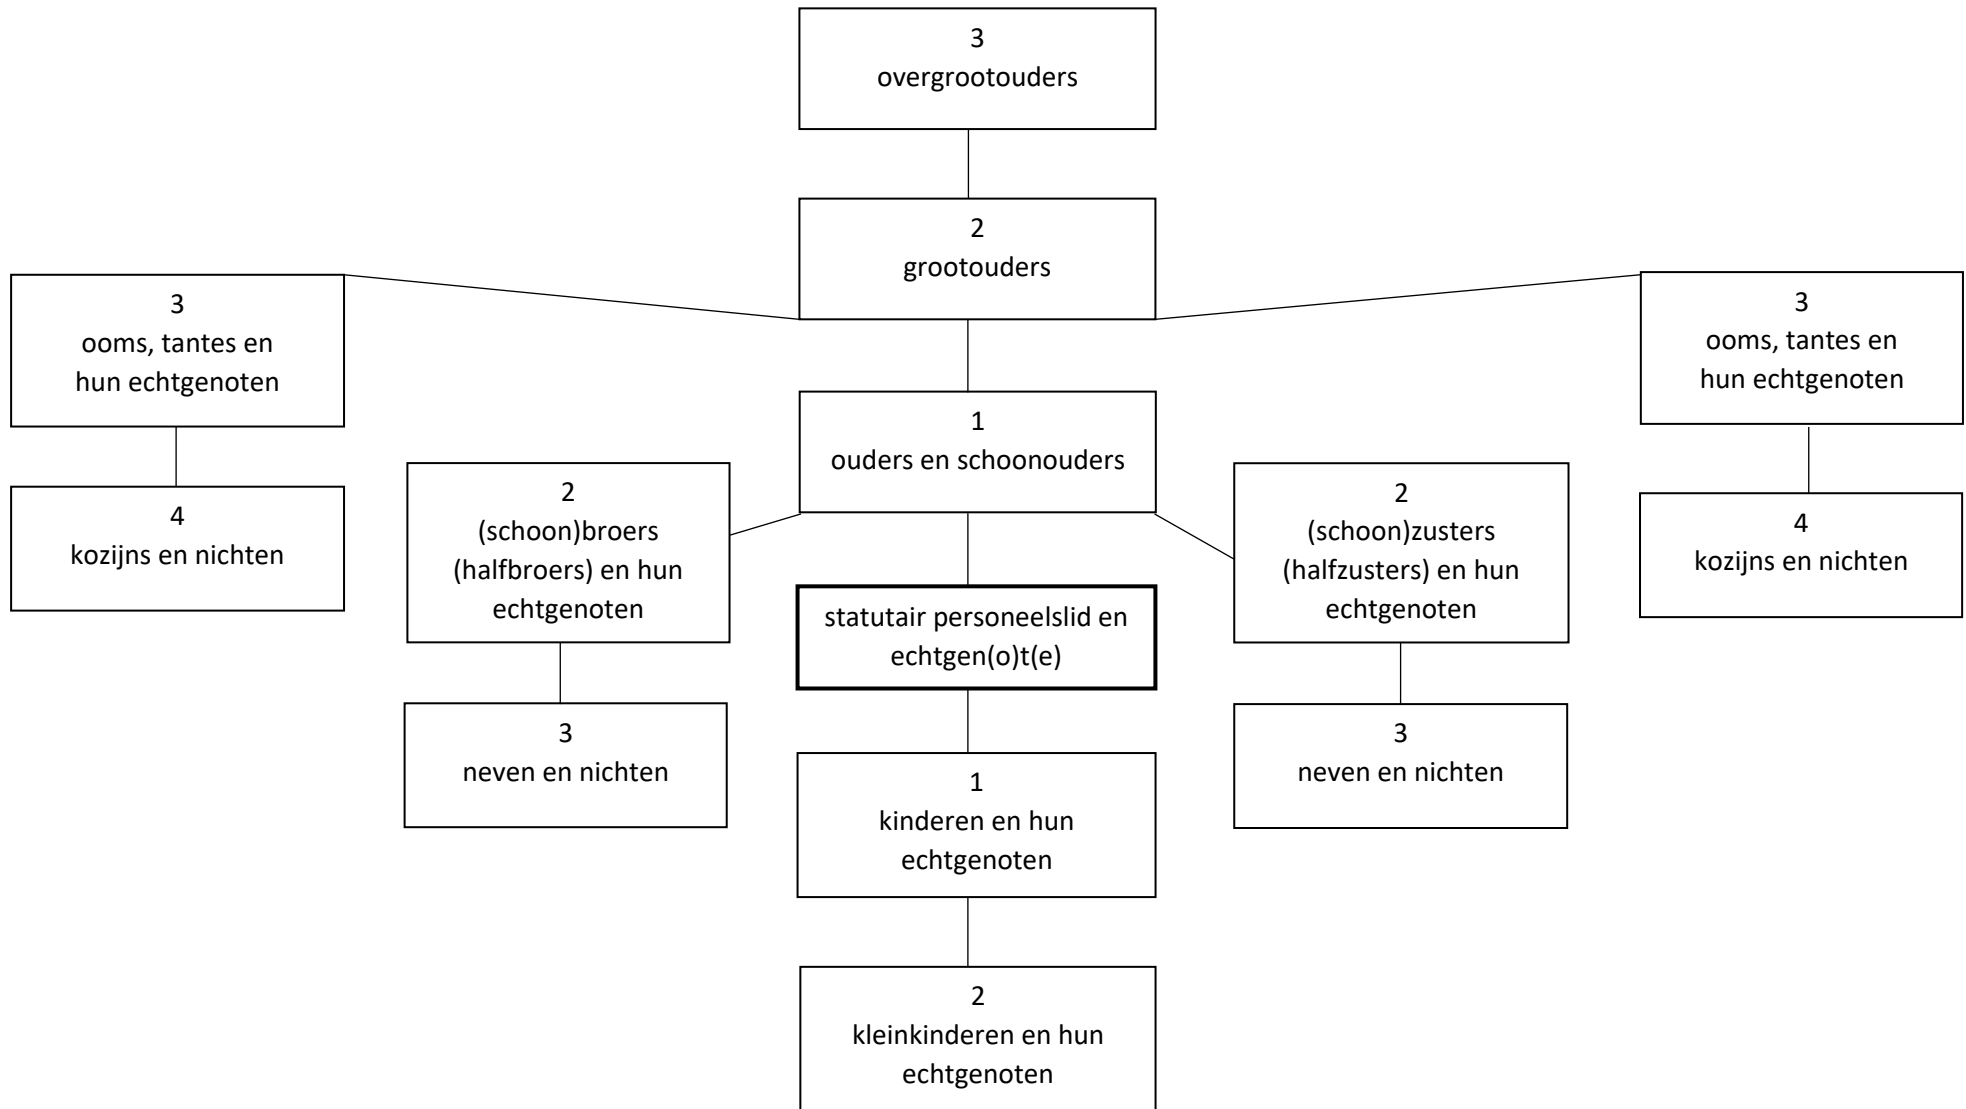 3
overgrootouders
2
grootouders
3
ooms, tantes en
hun echtgenoten
3
ooms, tantes en
hun echtgenoten
1
ouders en schoonouders
4
kozijns en nichten
2
(schoon)broers
(halfbroers) en hun
echtgenoten
2
(schoon)zusters
(halfzusters) en hun
echtgenoten
4
kozijns en nichten
statutair personeelslid en
echtgen(o)t(e)
3
neven en nichten
3
neven en nichten
1
kinderen en hun
echtgenoten
2
kleinkinderen en hun
echtgenoten